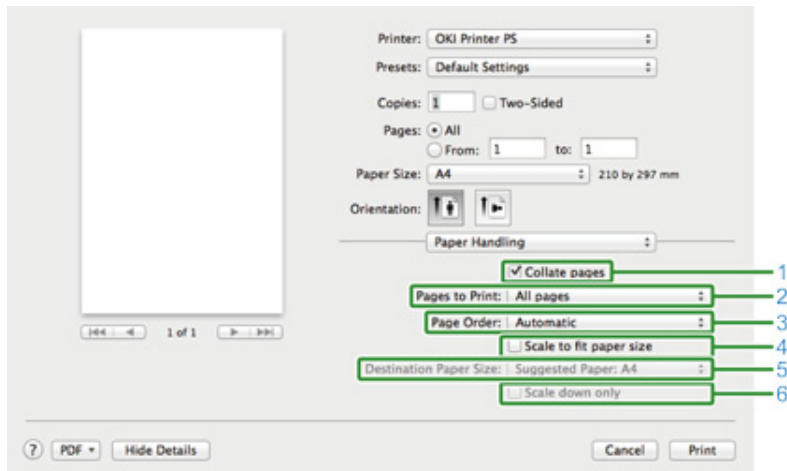 Printer: OKI Printer PS
Presets: Default Settings
Copies: 1 Two-Sided
Pages: All
From: 1 to: 1
Paper Size: A4 210 by 297 mm
Orientation:
Paper Handling
Collate pages 1
Pages to Print: All pages 2
Page Order: Automatic 3
1 of 1
Scale to fit paper size 4
Destination Paper Size: Suggested Paper: A4 5
Scale down only 6
? PDF Hide Details Cancel Print